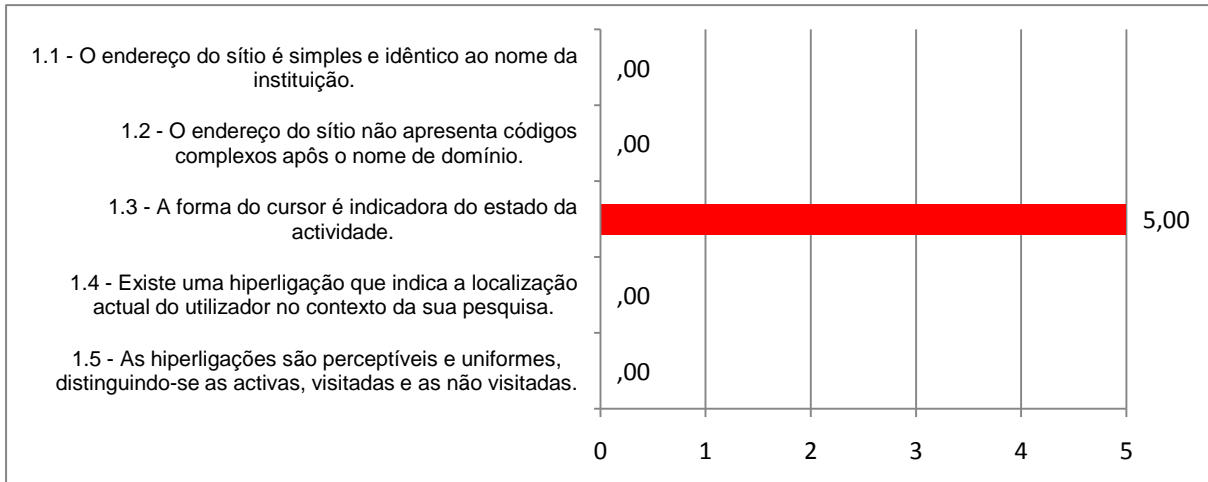 1.1 - O endereço do sítio é simples e idêntico ao nome da
instituição.
,00
1.2 - O endereço do sítio não apresenta códigos
complexos apôs o nome de domínio.
,00
1.3 - A forma do cursor é indicadora do estado da
actividade.
5,00
1.4 - Existe uma hiperligação que indica a localização
actual do utilizador no contexto da sua pesquisa.
,00
1.5 - As hiperligações são perceptíveis e uniformes,
distinguindo-se as activas, visitadas e as não visitadas.
,00
0 1 2 3 4 5